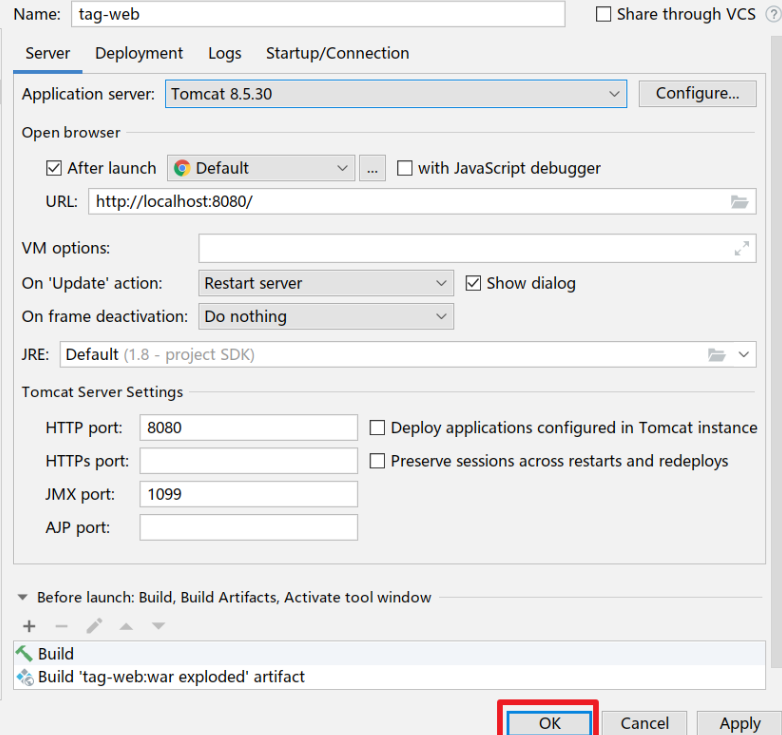 Name: tag-web Share through VCS ?
Server Deployment Logs Startup/Connection
Application server: Tomcat 8.5.30 Configure...
Open browser
After launch Default ... with JavaScript debugger
URL: http://localhost:8080/
VM options:
On 'Update' action: Restart server Show dialog
On frame deactivation: Do nothing
JRE: Default (1.8 - project SDK)
Tomcat Server Settings
HTTP port: 8080 Deploy applications configured in Tomcat instance
HTTPs port: Preserve sessions across restarts and redeploys
JMX port: 1099
AJP port:
Before launch: Build, Build Artifacts, Activate tool window
Build
Build 'tag-web:war exploded' artifact
OK Cancel Apply